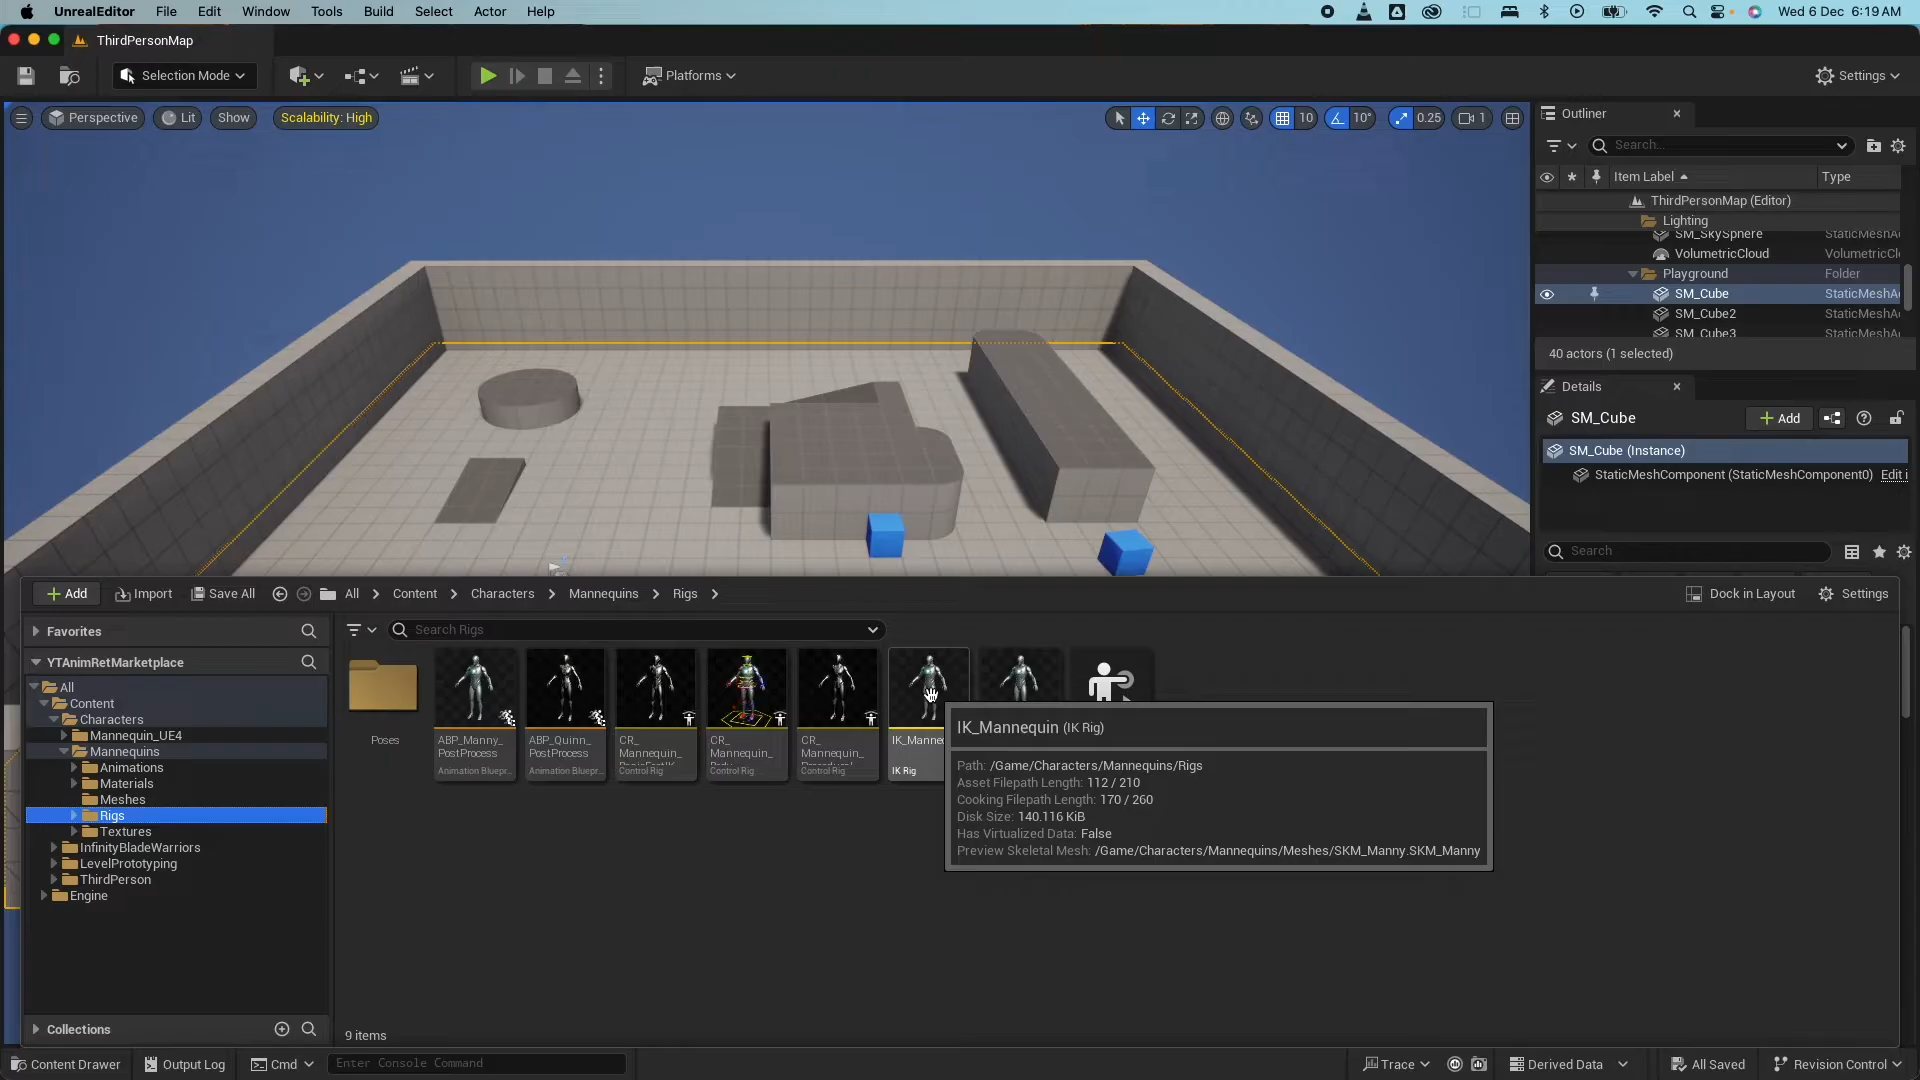 UnrealEditor File Edit Window Tools Build Select Actor Help
Wed 6 Dec 6:19 AM
ThirdPersonMap
Selection Mode
Platforms
Settings
Perspective
Lit
Show
Scalability: High
10
10°
0.25
1
Outliner
Search...
Item Label
Type
ThirdPersonMap (Editor)
Lighting
SM_SkySphere StaticMeshA
VolumetricCloud VolumetricCl
Playground Folder
SM_Cube StaticMeshA
SM_Cube2 StaticMeshA
SM_Cube3 StaticMeshA
40 actors (1 selected)
Details
SM_Cube
Add
SM_Cube (Instance)
StaticMeshComponent (StaticMeshComponent0) Edit i
Search
Add
Import
Save All
All
Content
Characters
Mannequins
Rigs
Dock in Layout
Settings
Favorites
YTAnimRetMarketplace
All
Content
Characters
Mannequin_UE4
Mannequins
Animations
Materials
Meshes
Rigs
Textures
InfinityBladeWarriors
LevelPrototyping
ThirdPerson
Engine
Collections
Search Rigs
Poses
ABP_Manny_
PostProcess
Animation Bluepr...
ABP_Quinn_
PostProcess
Animation Bluepr...
CR_
Mannequin_
Control Rig
CR_
Mannequin_
Control Rig
CR_
Mannequin_
Control Rig
IK_Manne
IK Rig
IK_Mannequin (IK Rig)
Path: /Game/Characters/Mannequins/Rigs
Asset Filepath Length: 112 / 210
Cooking Filepath Length: 170 / 260
Disk Size: 140.116 KiB
Has Virtualized Data: False
Preview Skeletal Mesh: /Game/Characters/Mannequins/Meshes/SKM_Manny.SKM_Manny
9 items
Content Drawer
Output Log
Cmd
Enter Console Command
Trace
Derived Data
All Saved
Revision Control